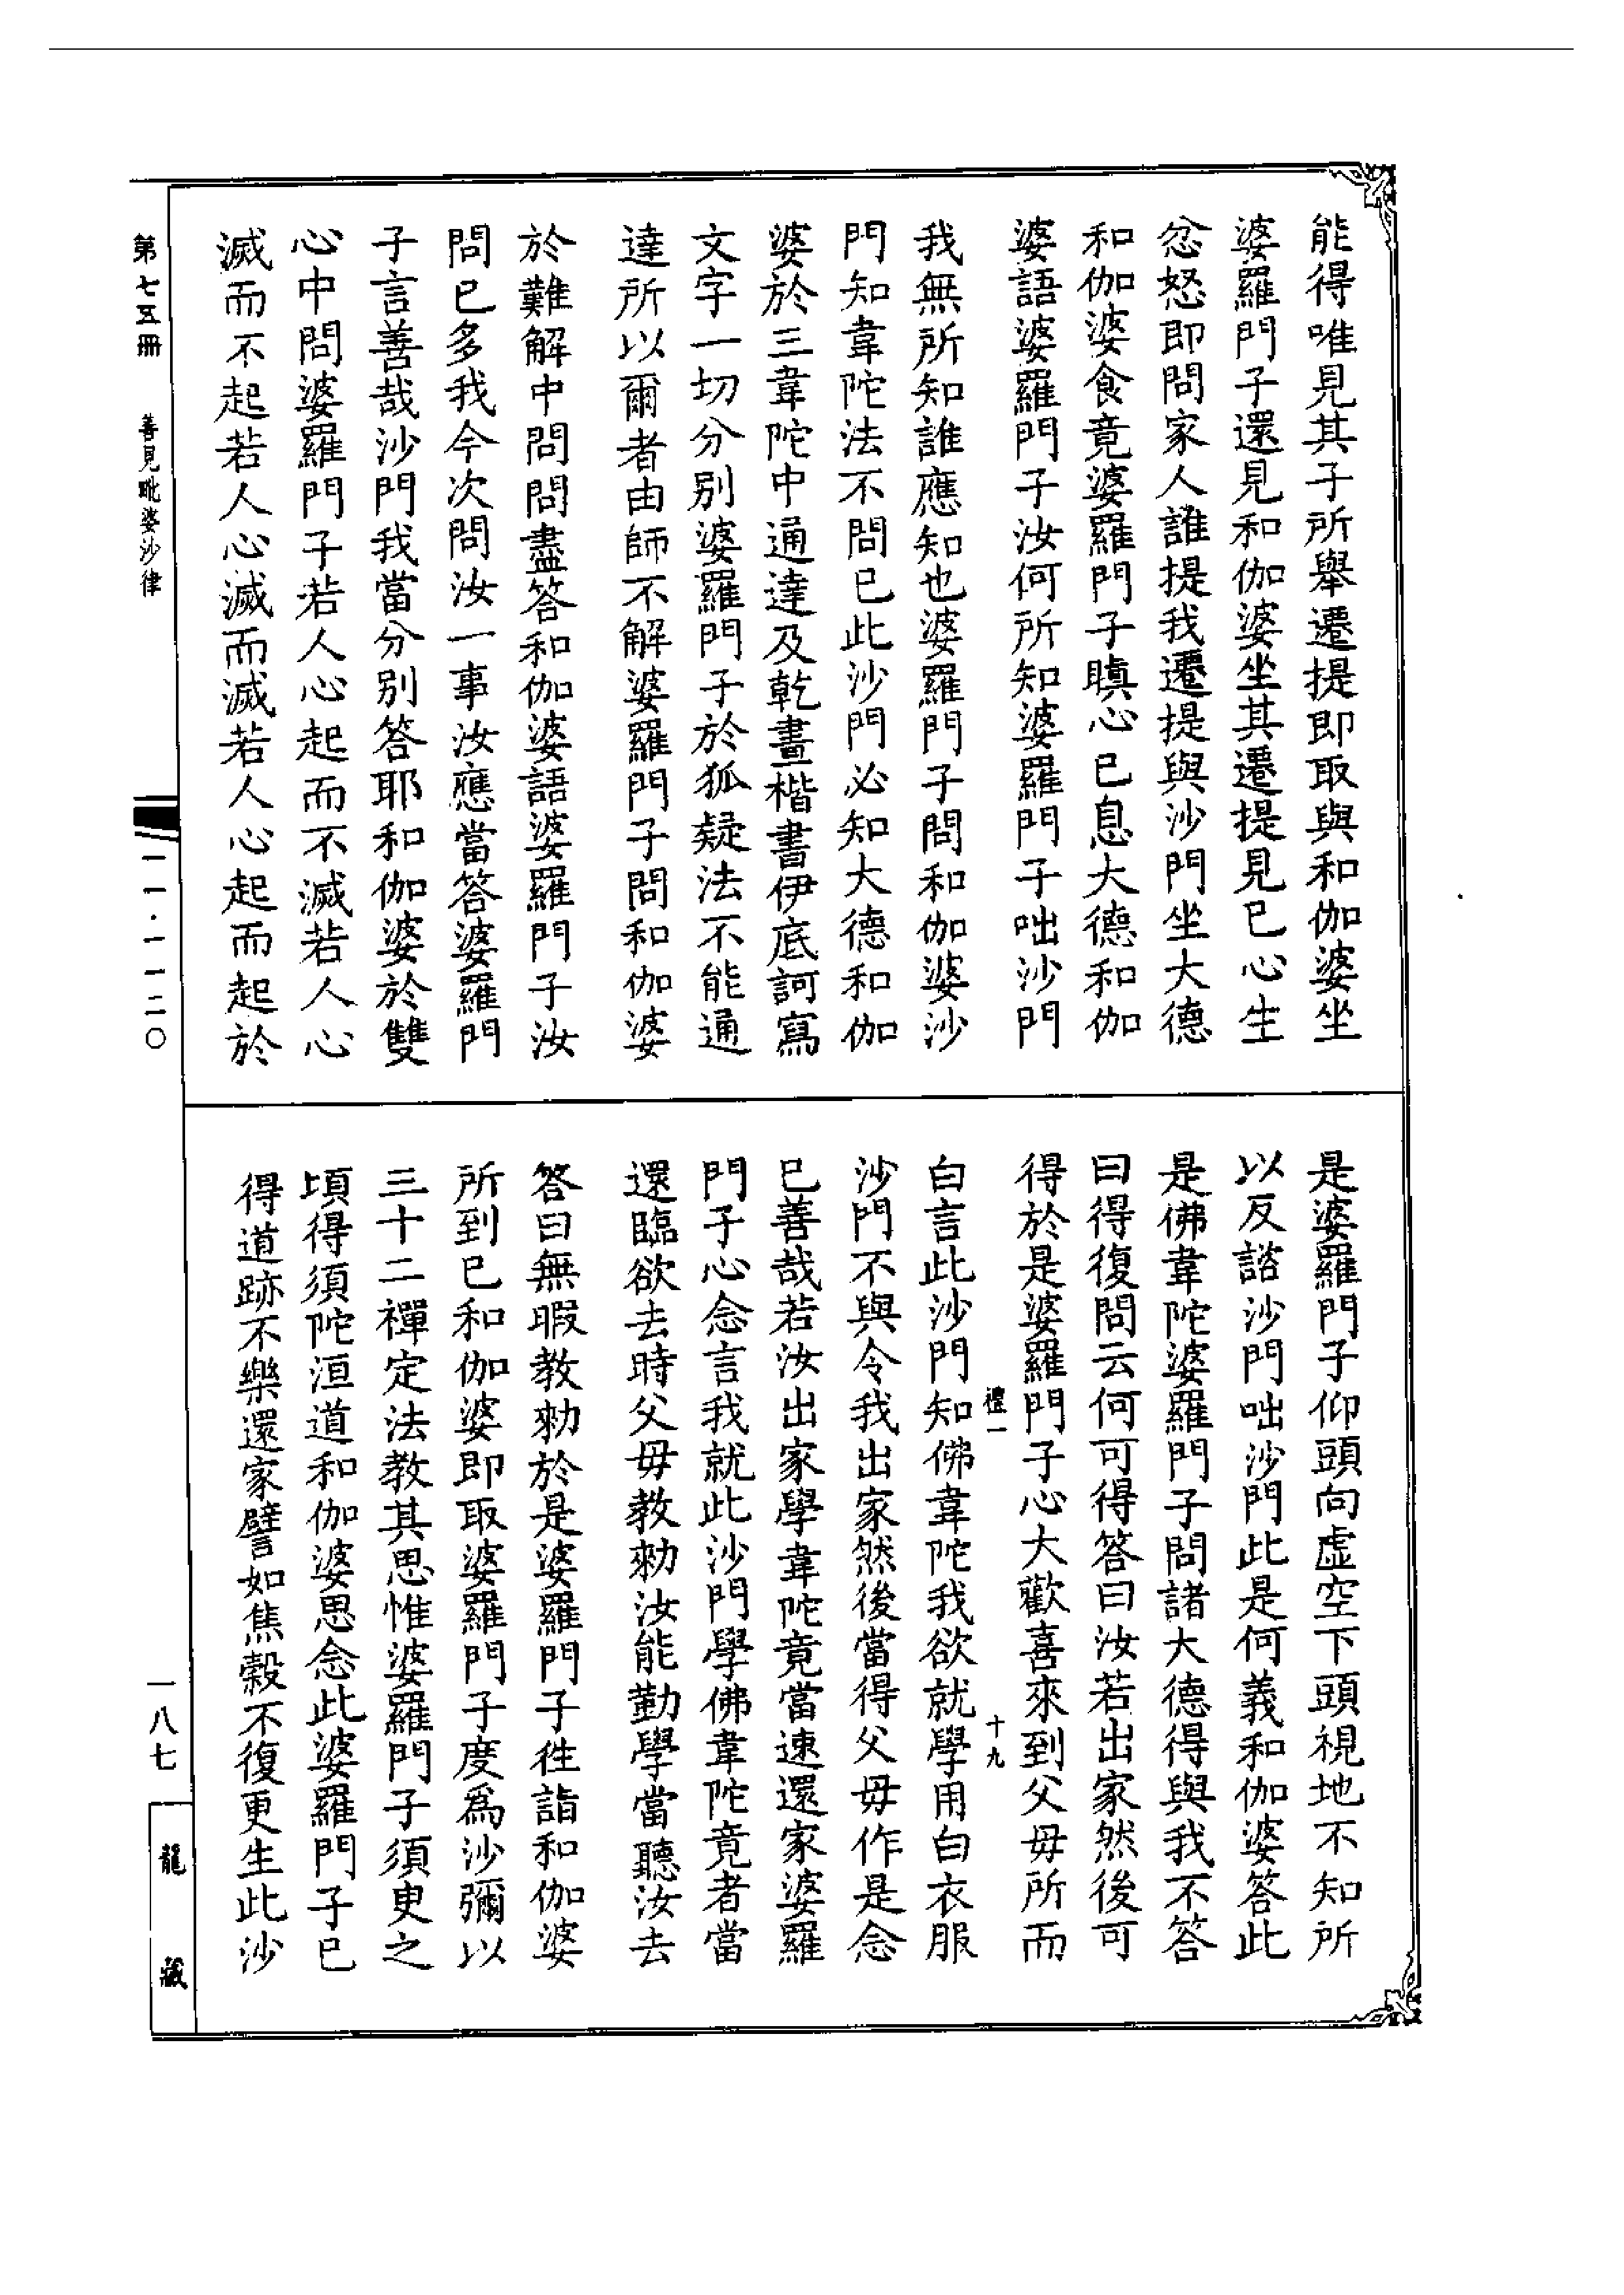 能得唯見其子所舉遷提即取與和伽婆坐
婆羅門子還見和伽婆坐其遷提見已心生
忿怒即問家人誰提我遷提與沙門坐大德
和伽婆食竟婆羅門子瞋心已息大德和伽
婆語婆羅門子汝何所知婆羅門子咄沙門
我無所知誰應知也婆羅門子問和伽婆沙
門知韋陀法不問已此沙門必知大德和伽
婆於三韋陀中通達及乾晝楷書伊底訶寫
文字一切分別婆羅門子於狐疑法不能通
達所以爾者由師不解婆羅門子問和伽婆
於難解中問問盡答和伽婆語婆羅門子汝
問已多我今次問汝一事汝應當答婆羅門
子言善哉沙門我當分別答耶和伽婆於雙
心中問婆羅門子若人心起而不滅若人心
滅而不起若人心滅而滅若人心起而起於
是婆羅門子仰頭向虛空下頭視地不知所
以反諮沙門咄沙門此是何義和伽婆答此
是佛韋陀婆羅門子問諸大德得與我不答
曰得復問云何可得答曰汝若出家然後可
得於是婆羅門子心大歡喜來到父毋所而
禮一
十九
白言此沙門知佛韋陀我欲就學用白衣服
沙門不與令我出家然後當得父毋作是念
已善哉若汝出家學韋陀竟當速還家婆羅
門子心念言我就此沙門學佛韋陀竟者當
還臨欲去時父毋教勑汝能勤學當聽汝去
答曰無暇教勑於是婆羅門子徃詣和伽婆
所到已和伽婆即取婆羅門子度為沙彌以
三十二禪定法教其思惟婆羅門子須臾之
頃得須陀洹道和伽婆思念此婆羅門子已
得道跡不樂還家譬如焦穀不復更生此沙
第七五冊
善見毗婆沙律
一一·一一二〇
一八七
龍藏